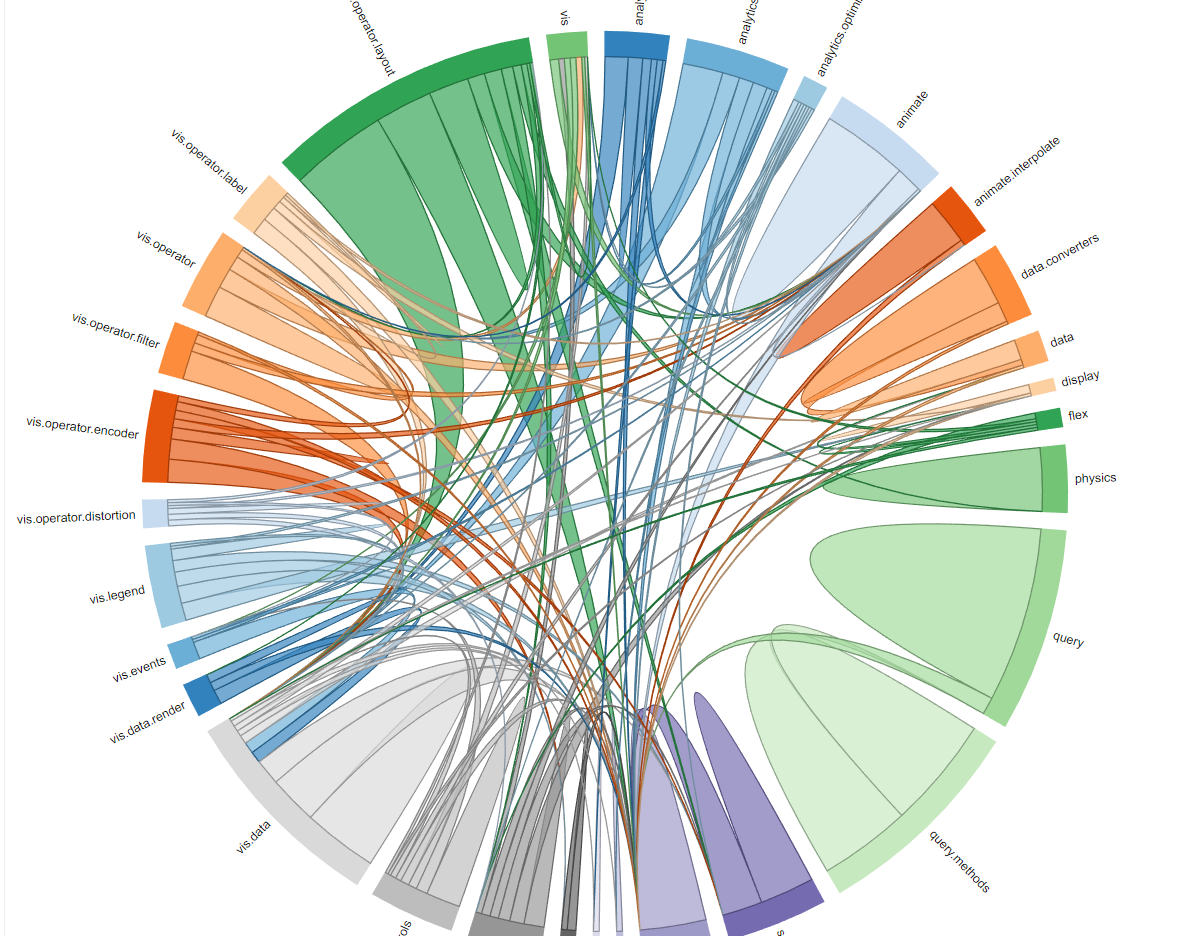 vis
analytics
analytics.optimi
animate
animate.interpolate
data.converters
data
display
flex
physics
query
query.methods
s
ols
vis.data
vis.data.render
vis.events
vis.legend
vis.operator.distortion
vis.operator.encoder
vis.operator.filter
vis.operator
vis.operator.label
.operator.layout